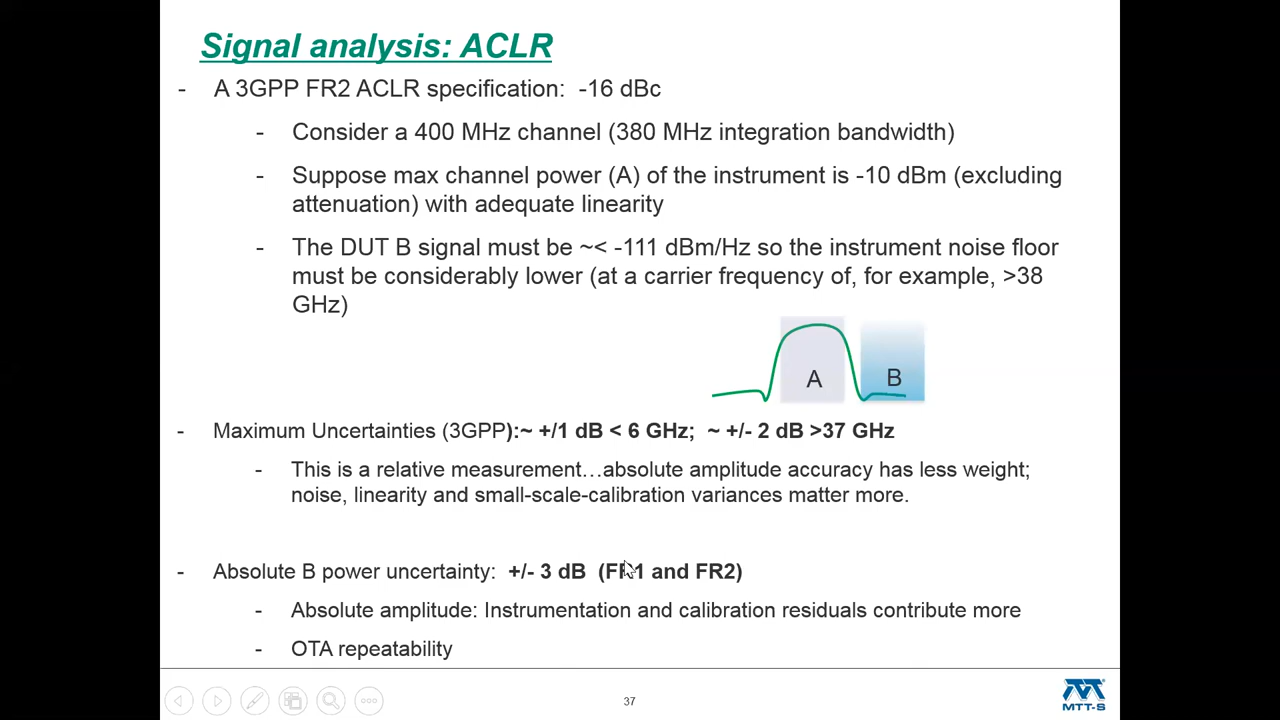 Signal analysis: ACLR
- A 3GPP FR2 ACLR specification: -16 dBc
- Consider a 400 MHz channel (380 MHz integration bandwidth)
- Suppose max channel power (A) of the instrument is -10 dBm (excluding
attenuation) with adequate linearity
- The DUT B signal must be ~< -111 dBm/Hz so the instrument noise floor
must be considerably lower (at a carrier frequency of, for example, >38
GHz)
A
B
- Maximum Uncertainties (3GPP):~ +/1 dB < 6 GHz; ~ +/- 2 dB >37 GHz
- This is a relative measurement…absolute amplitude accuracy has less weight;
noise, linearity and small-scale-calibration variances matter more.
- Absolute B power uncertainty: +/- 3 dB (FR1 and FR2)
- Absolute amplitude: Instrumentation and calibration residuals contribute more
- OTA repeatability
37
MTT-S